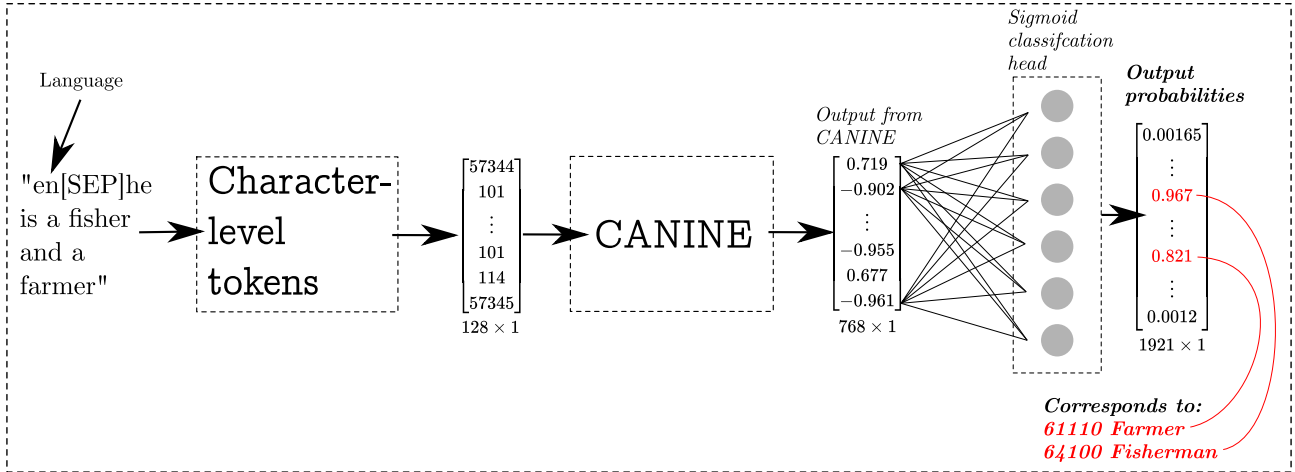 Language
"en[SEP]he
is a fisher
and a
farmer"
Character-
level
tokens
57344
101
⋮
101
114
57345
128 × 1
CANINE
Output from
CANINE
0.719
−0.902
⋮
−0.955
0.677
−0.961
768 × 1
Sigmoid
classifcation
head
Output
probabilities
0.00165
⋮
0.967
⋮
0.821
⋮
0.0012
1921 × 1
Corresponds to:
61110 Farmer
64100 Fisherman